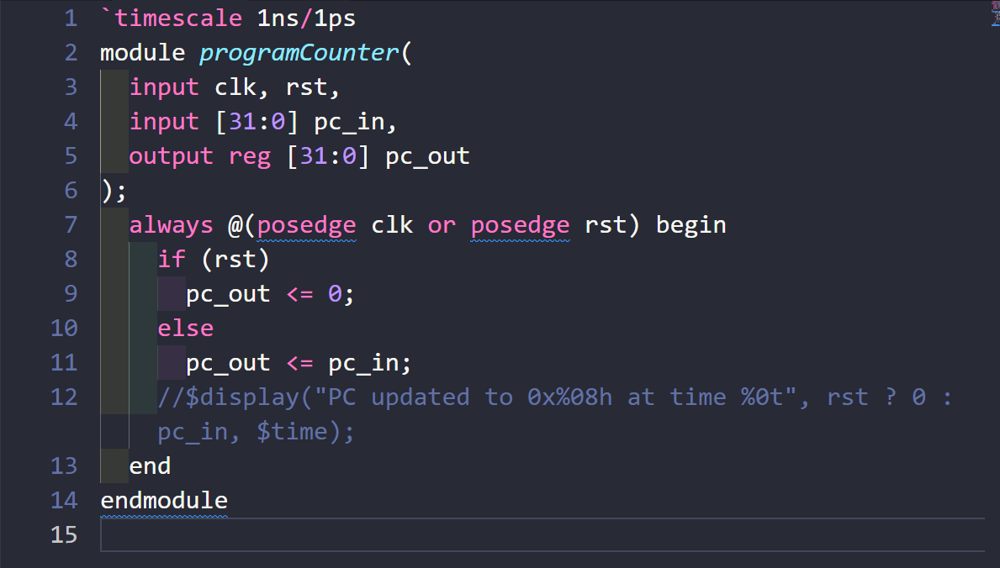 1 `timescale 1ns/1ps
2 module programCounter(
3   input clk, rst,
4   input [31:0] pc_in,
5   output reg [31:0] pc_out
6 );
7   always @(posedge clk or posedge rst) begin
8     if (rst)
9       pc_out <= 0;
10     else
11       pc_out <= pc_in;
12     //$display("PC updated to 0x%08h at time %0t", rst ? 0 :
    pc_in, $time);
13   end
14 endmodule
15